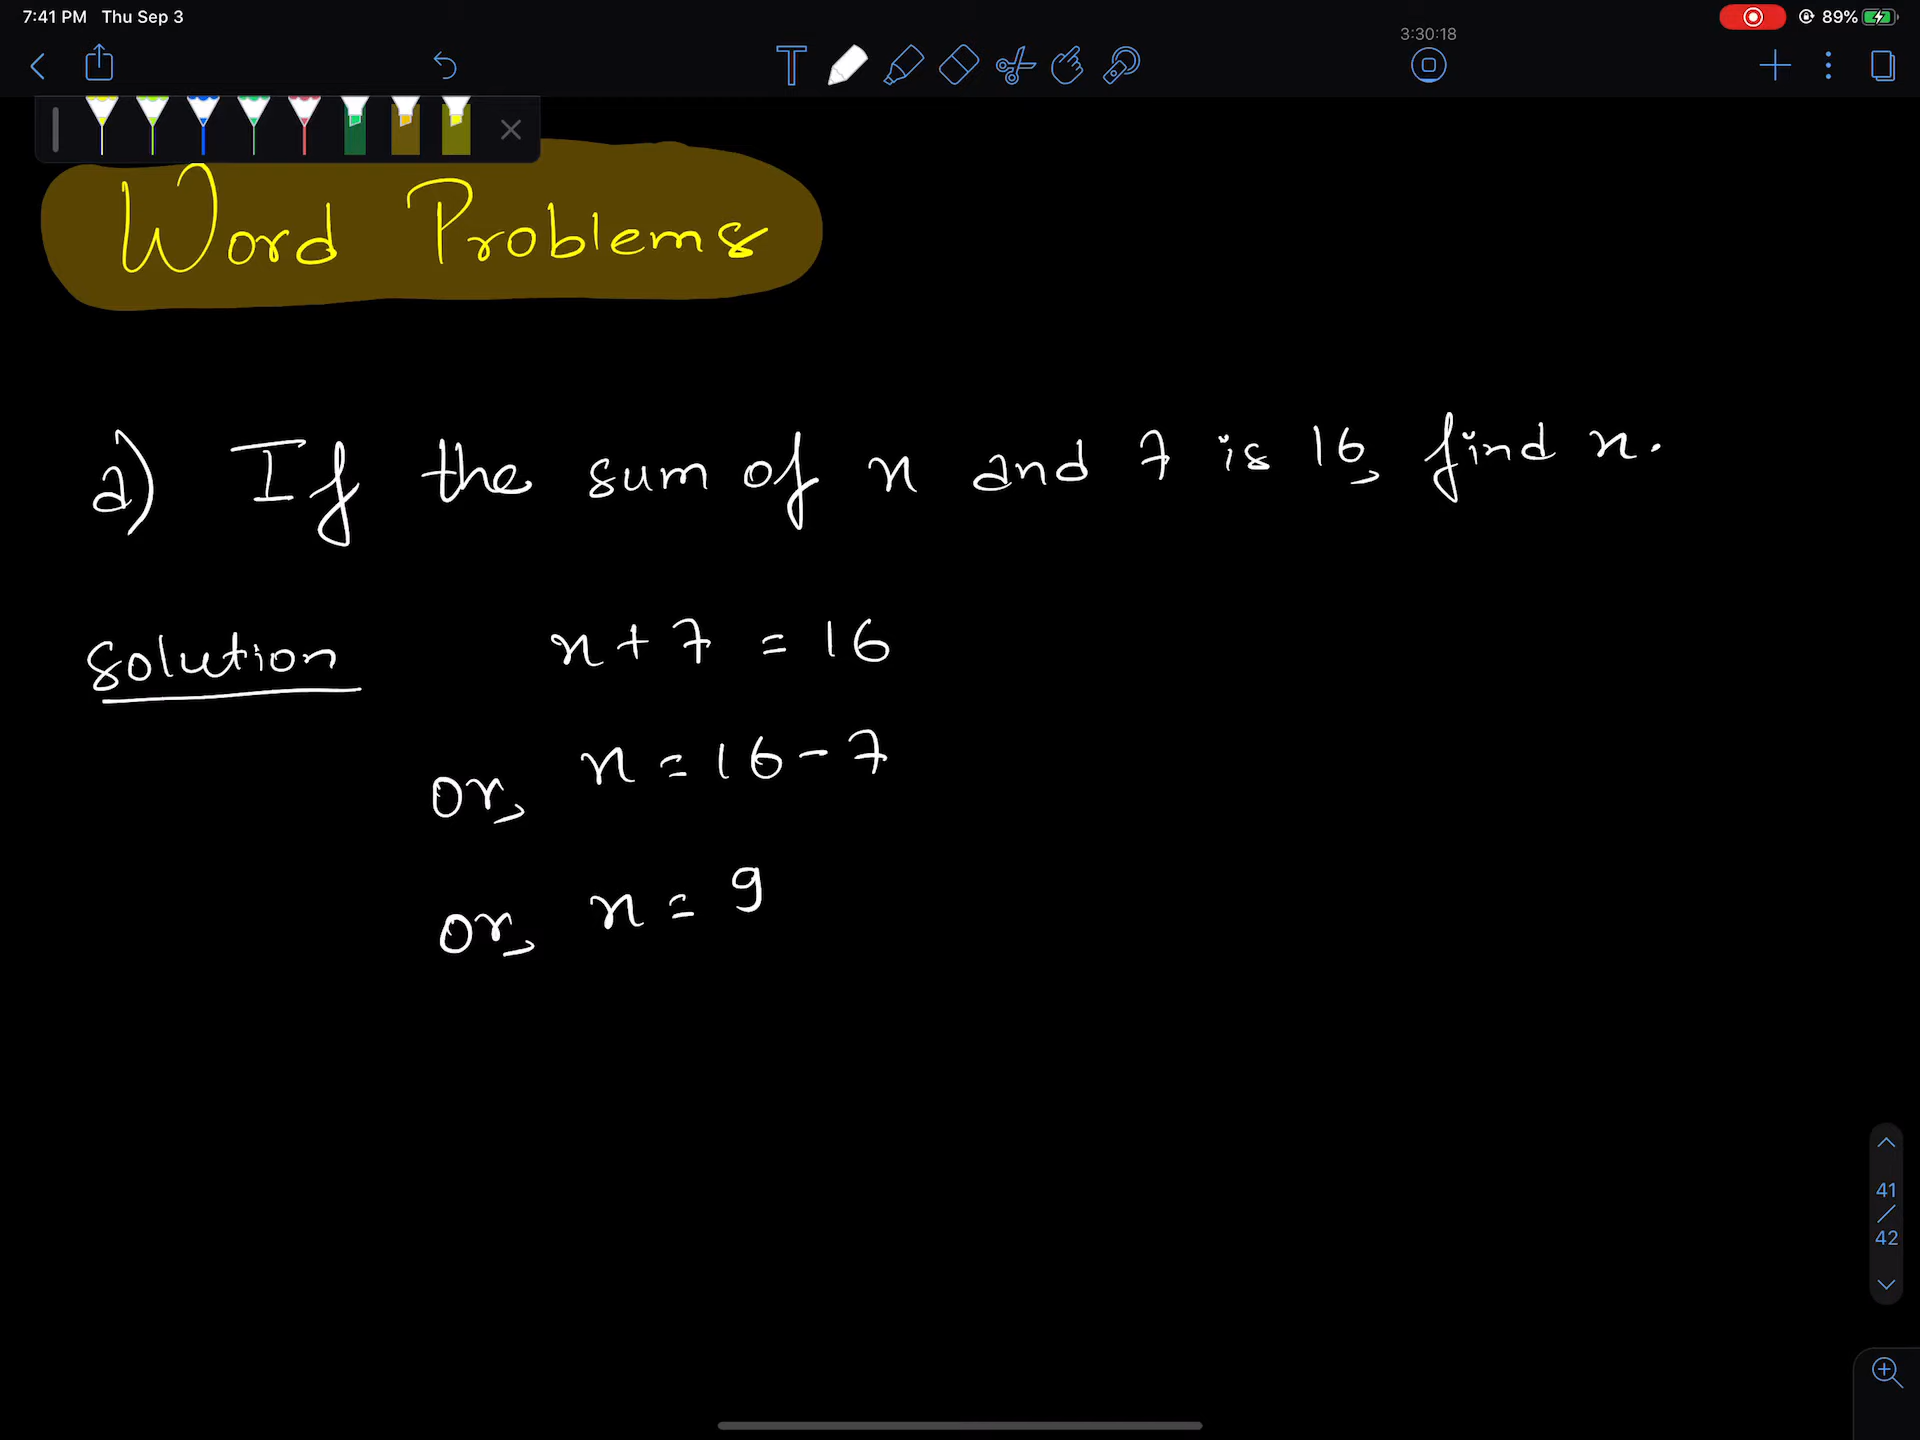 7:41 PM Thu Sep 3
89%
3:30:18
Word Problems
a) If the sum of x and 7 is 16, find x.
solution x + 7 = 16
or, x = 16 - 7
or, x = 9
41
/
42